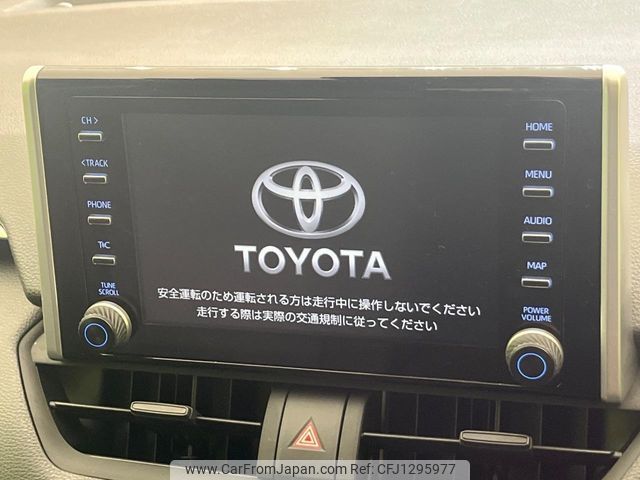 CH >
< TRACK
PHONE
T&C
TUNE
SCROLL
HOME
MENU
AUDIO
MAP
POWER
VOLUME
TOYOTA
安全運転のため運転される方は走行中に操作しないでください
走行する際は実際の交通規制に従ってください
www.CarFromJapan.com - Stock ID: CFJ1295977